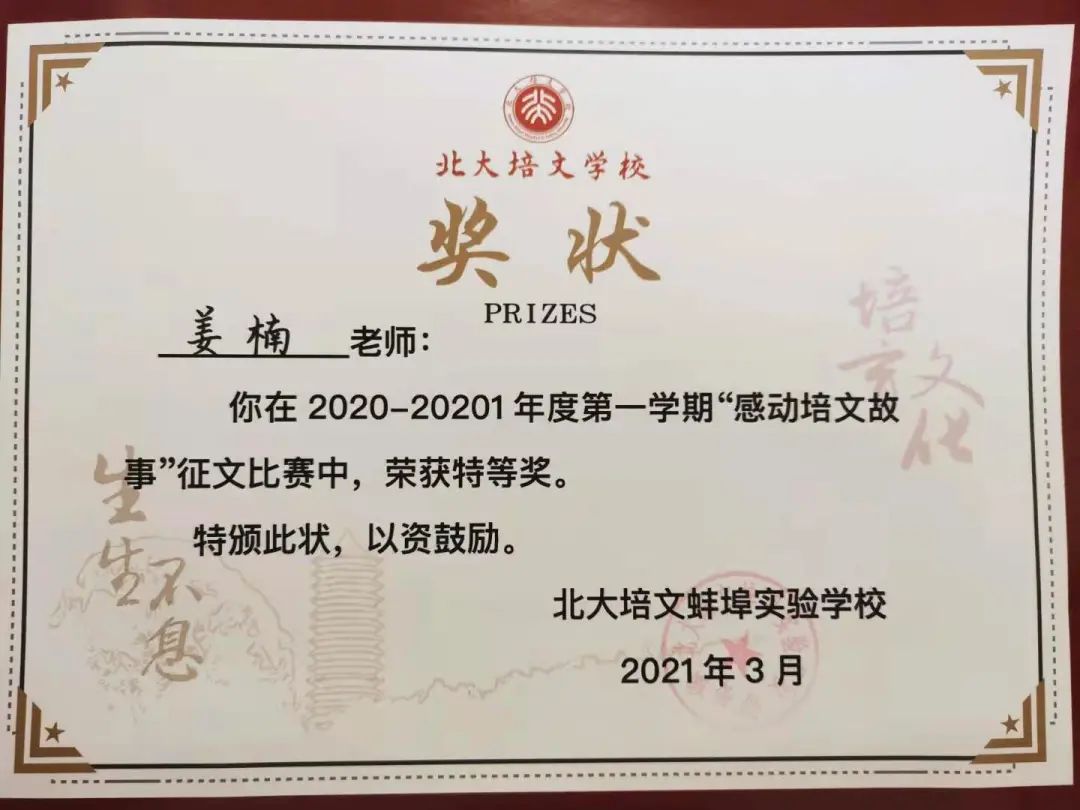 北大培文学校
奖状
PRIZES
姜楠老师：
你在 2020-20201 年度第一学期“感动培文故
事”征文比赛中，荣获特等奖。
特颁此状，以资鼓励。
北大培文蚌埠实验学校
2021 年 3 月
培文文化
生生不息